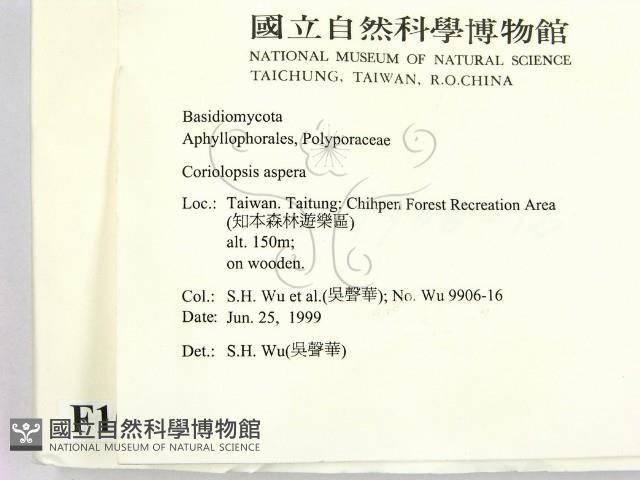 國立自然科學博物館
NATIONAL MUSEUM OF NATURAL SCIENCE
TAICHUNG, TAIWAN, R.O.CHINA
Basidiomycota
Aphyllophorales, Polyporaceae
Coriolopsis aspera
Loc.: Taiwan. Taitung: Chihpen Forest Recreation Area
(知本森林遊樂區)
alt. 150m;
on wooden.
Col.: S.H. Wu et al.(吳聲華); No. Wu 9906-16
Date: Jun. 25, 1999
Det.: S.H. Wu(吳聲華)
F1
國立自然科學博物館
NATIONAL MUSEUM OF NATURAL SCIENCE